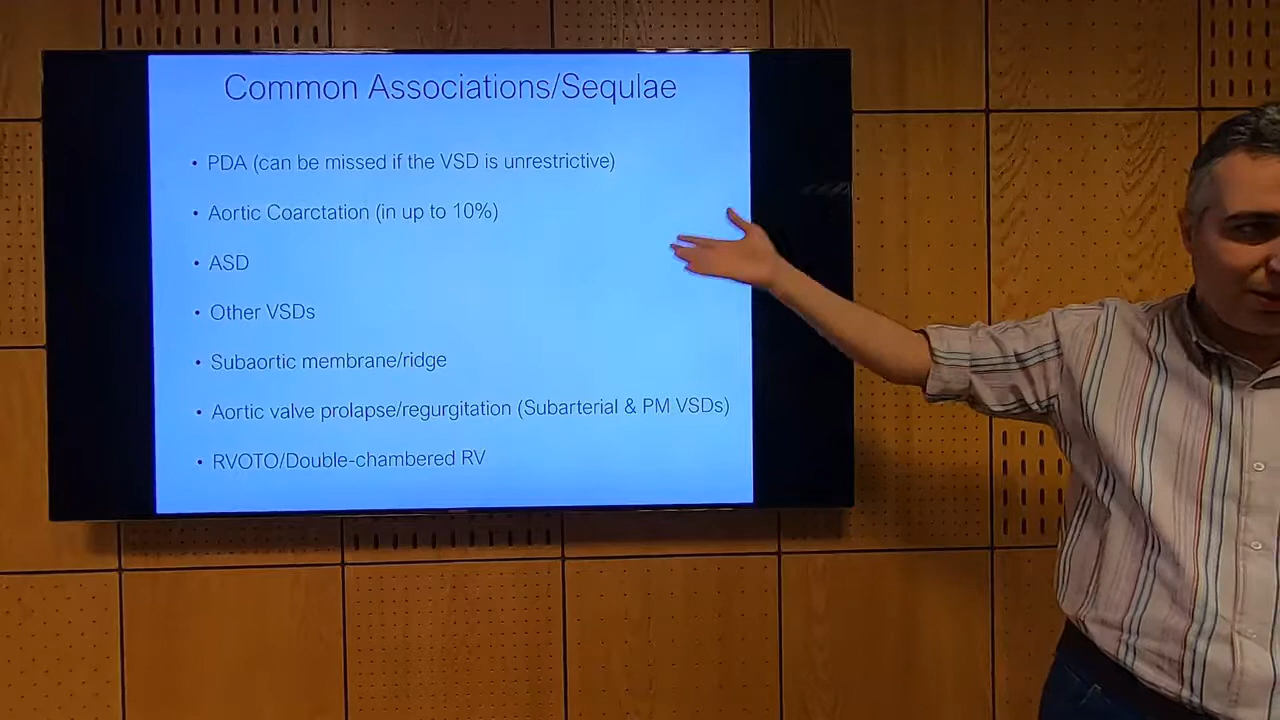 Common Associations/Sequlae
• PDA (can be missed if the VSD is unrestrictive)
• Aortic Coarctation (in up to 10%)
• ASD
• Other VSDs
• Subaortic membrane/ridge
• Aortic valve prolapse/regurgitation (Subarterial & PM VSDs)
• RVOTO/Double-chambered RV